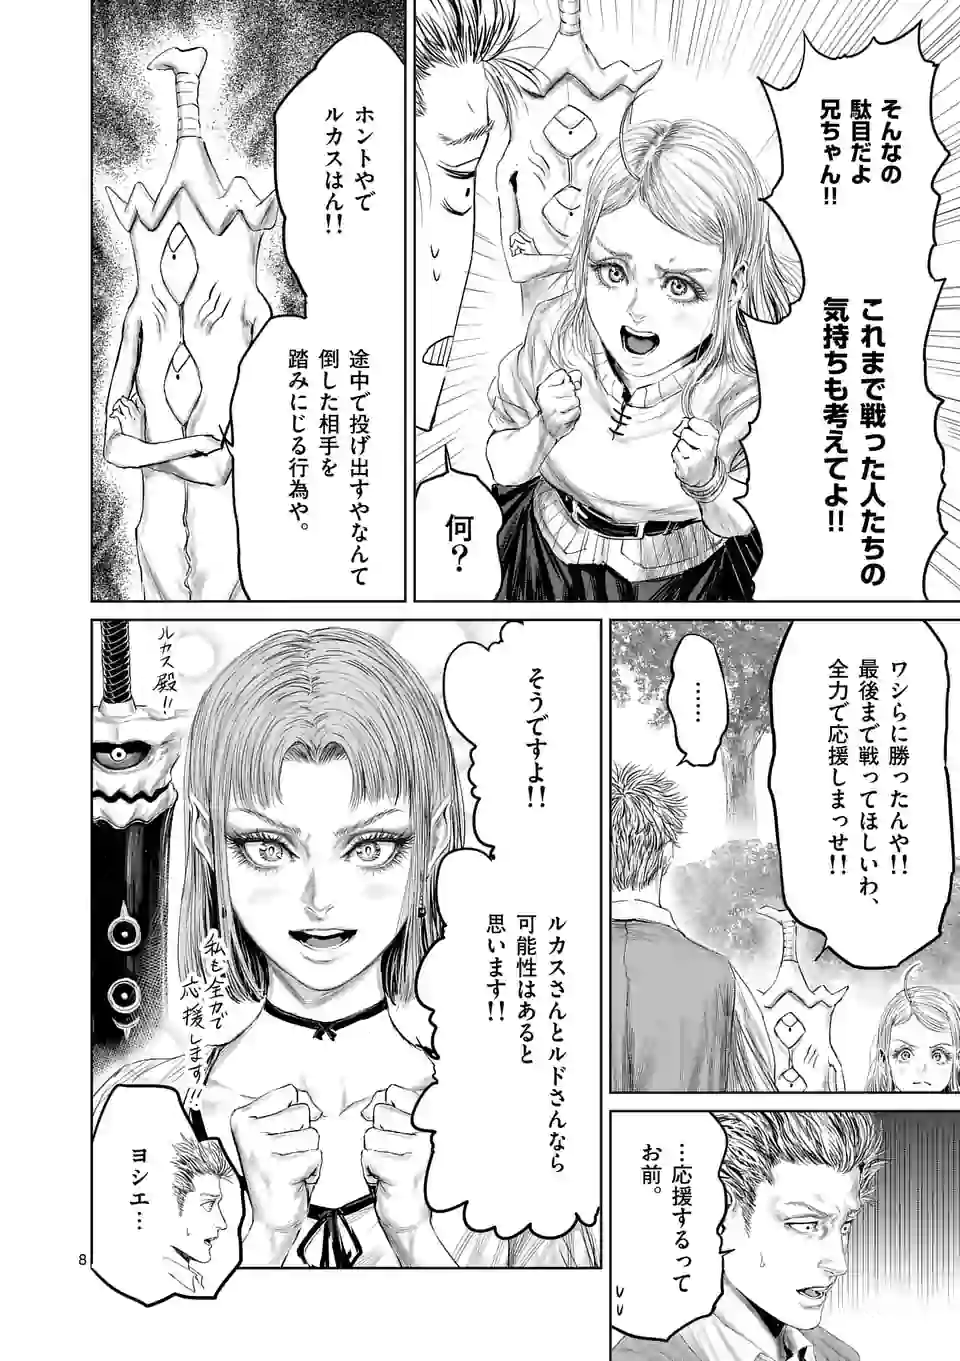 そんなの
駄目だよ
兄ちゃん!!
これまで戦った人たちの
気持ちも考えてよ!!
何?
ホントやで
ルカスはん!!
途中で投げ出すやなんて
倒した相手を
踏みにじる行為や。
ワシらに勝ったんや!!
最後まで戦ってほしいわ、
全力で応援しまっせ!!
……
…応援するって
お前。
そうですよ!!
ルカスさんとルドさんなら
可能性はあると
思います!!
ルカス殿!!
私も全力で
応援します!!!
ヨシエ…
8